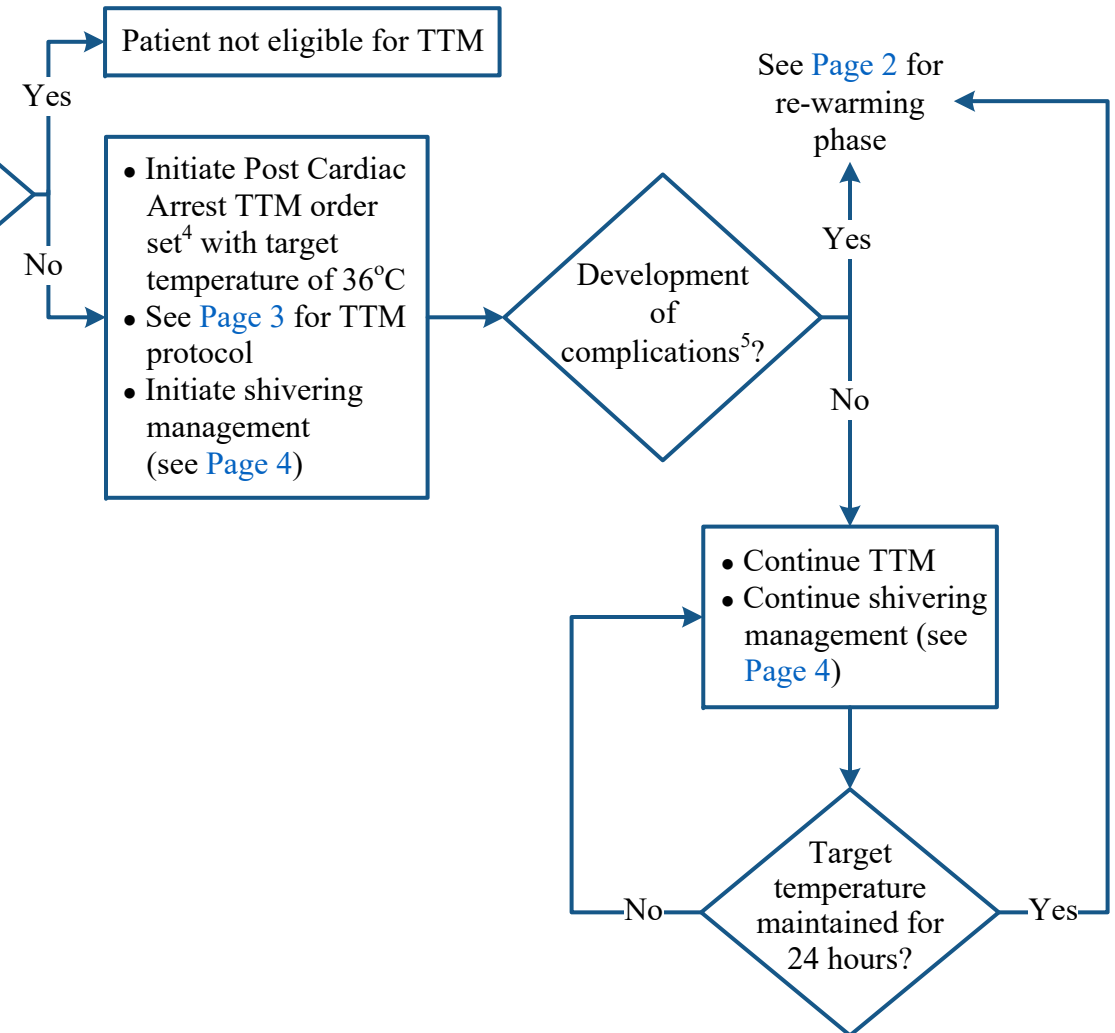 Patient not eligible for TTM
Yes
No
• Initiate Post Cardiac
Arrest TTM order
set⁴ with target
temperature of 36°C
• See Page 3 for TTM
protocol
• Initiate shivering
management
(see Page 4)
Development
of
complications⁵?
See Page 2 for
re-warming
phase
Yes
No
• Continue TTM
• Continue shivering
management (see
Page 4)
Target
temperature
maintained for
24 hours?
No
Yes